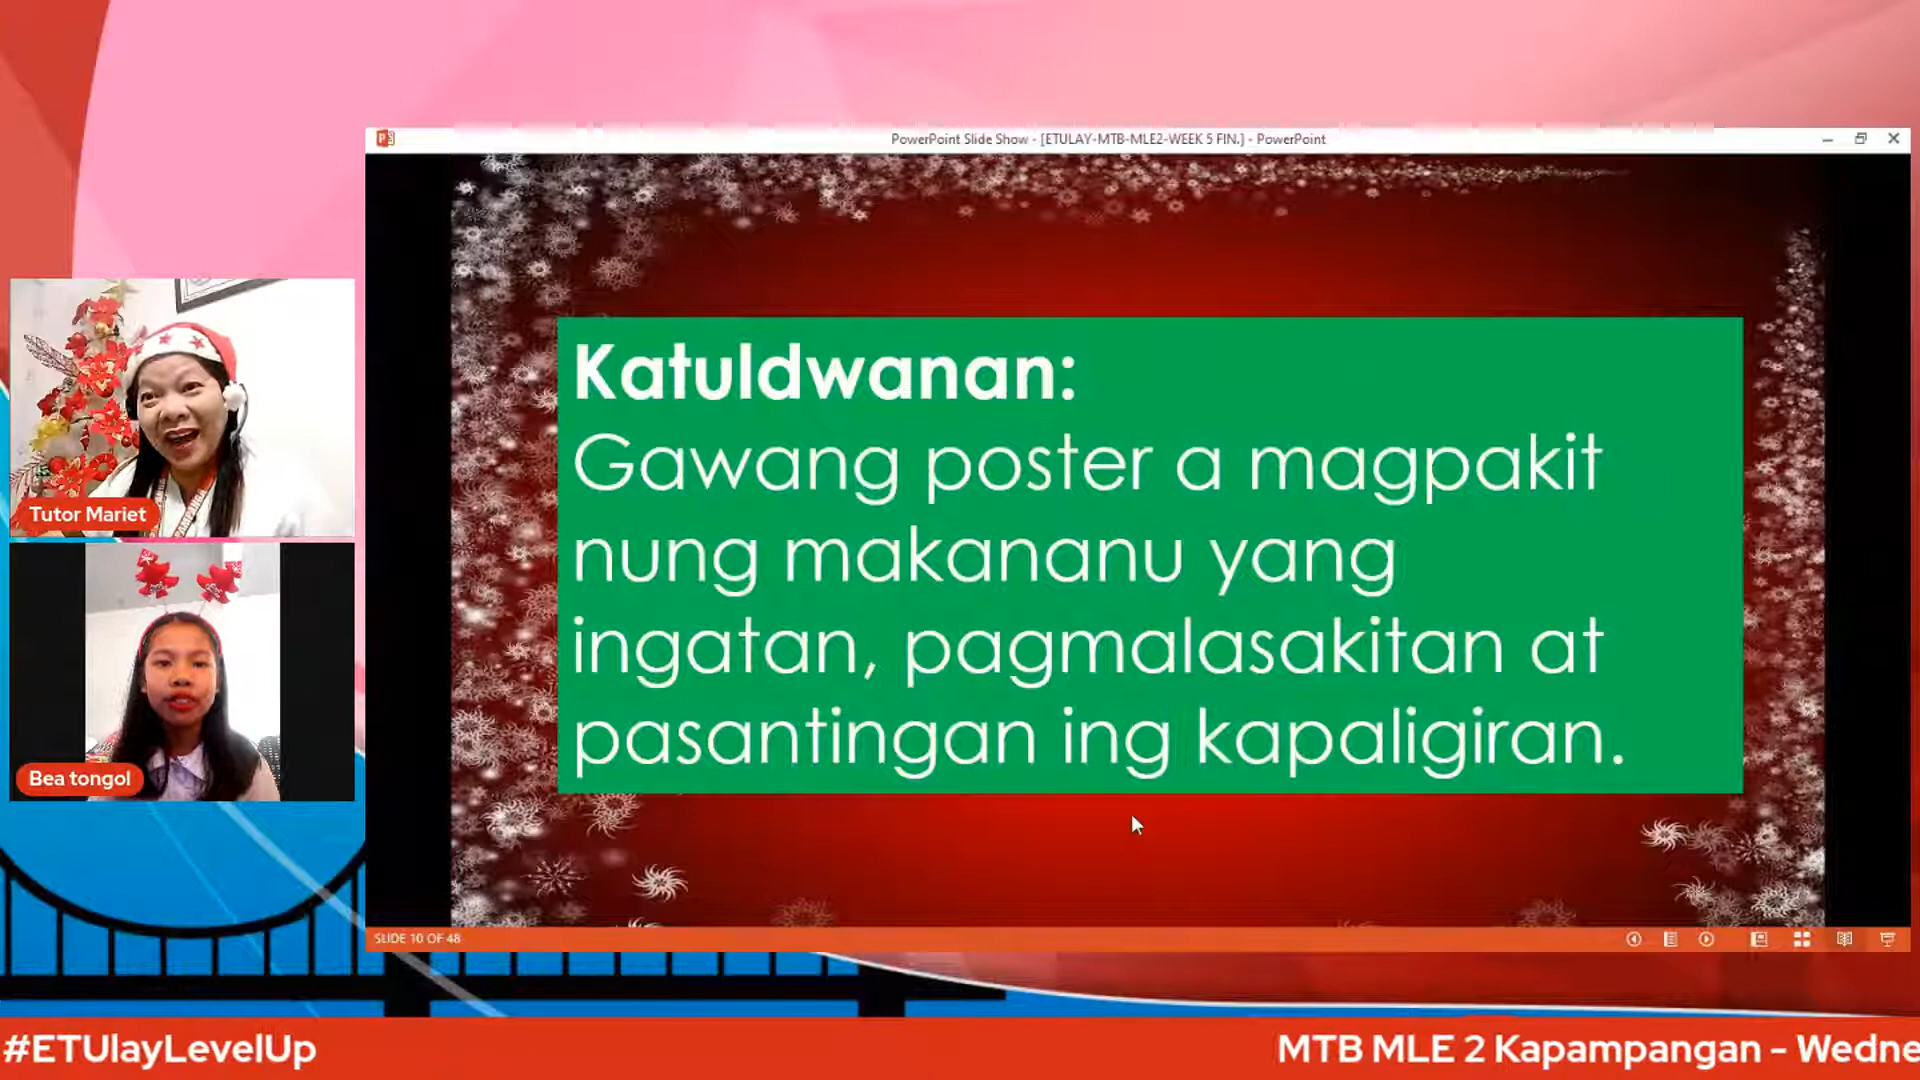 PowerPoint Slide Show - [ETULAY-MTB-MLE2-WEEK 5 FIN.] - PowerPoint
Katuldwanan:
Gawang poster a magpakit
nung makananu yang
ingatan, pagmalasakitan at
pasantingan ing kapaligiran.
Tutor Mariet
Bea tongol
SLIDE 10 OF 48
#ETUlayLevelUp
MTB MLE 2 Kapampangan - Wedne